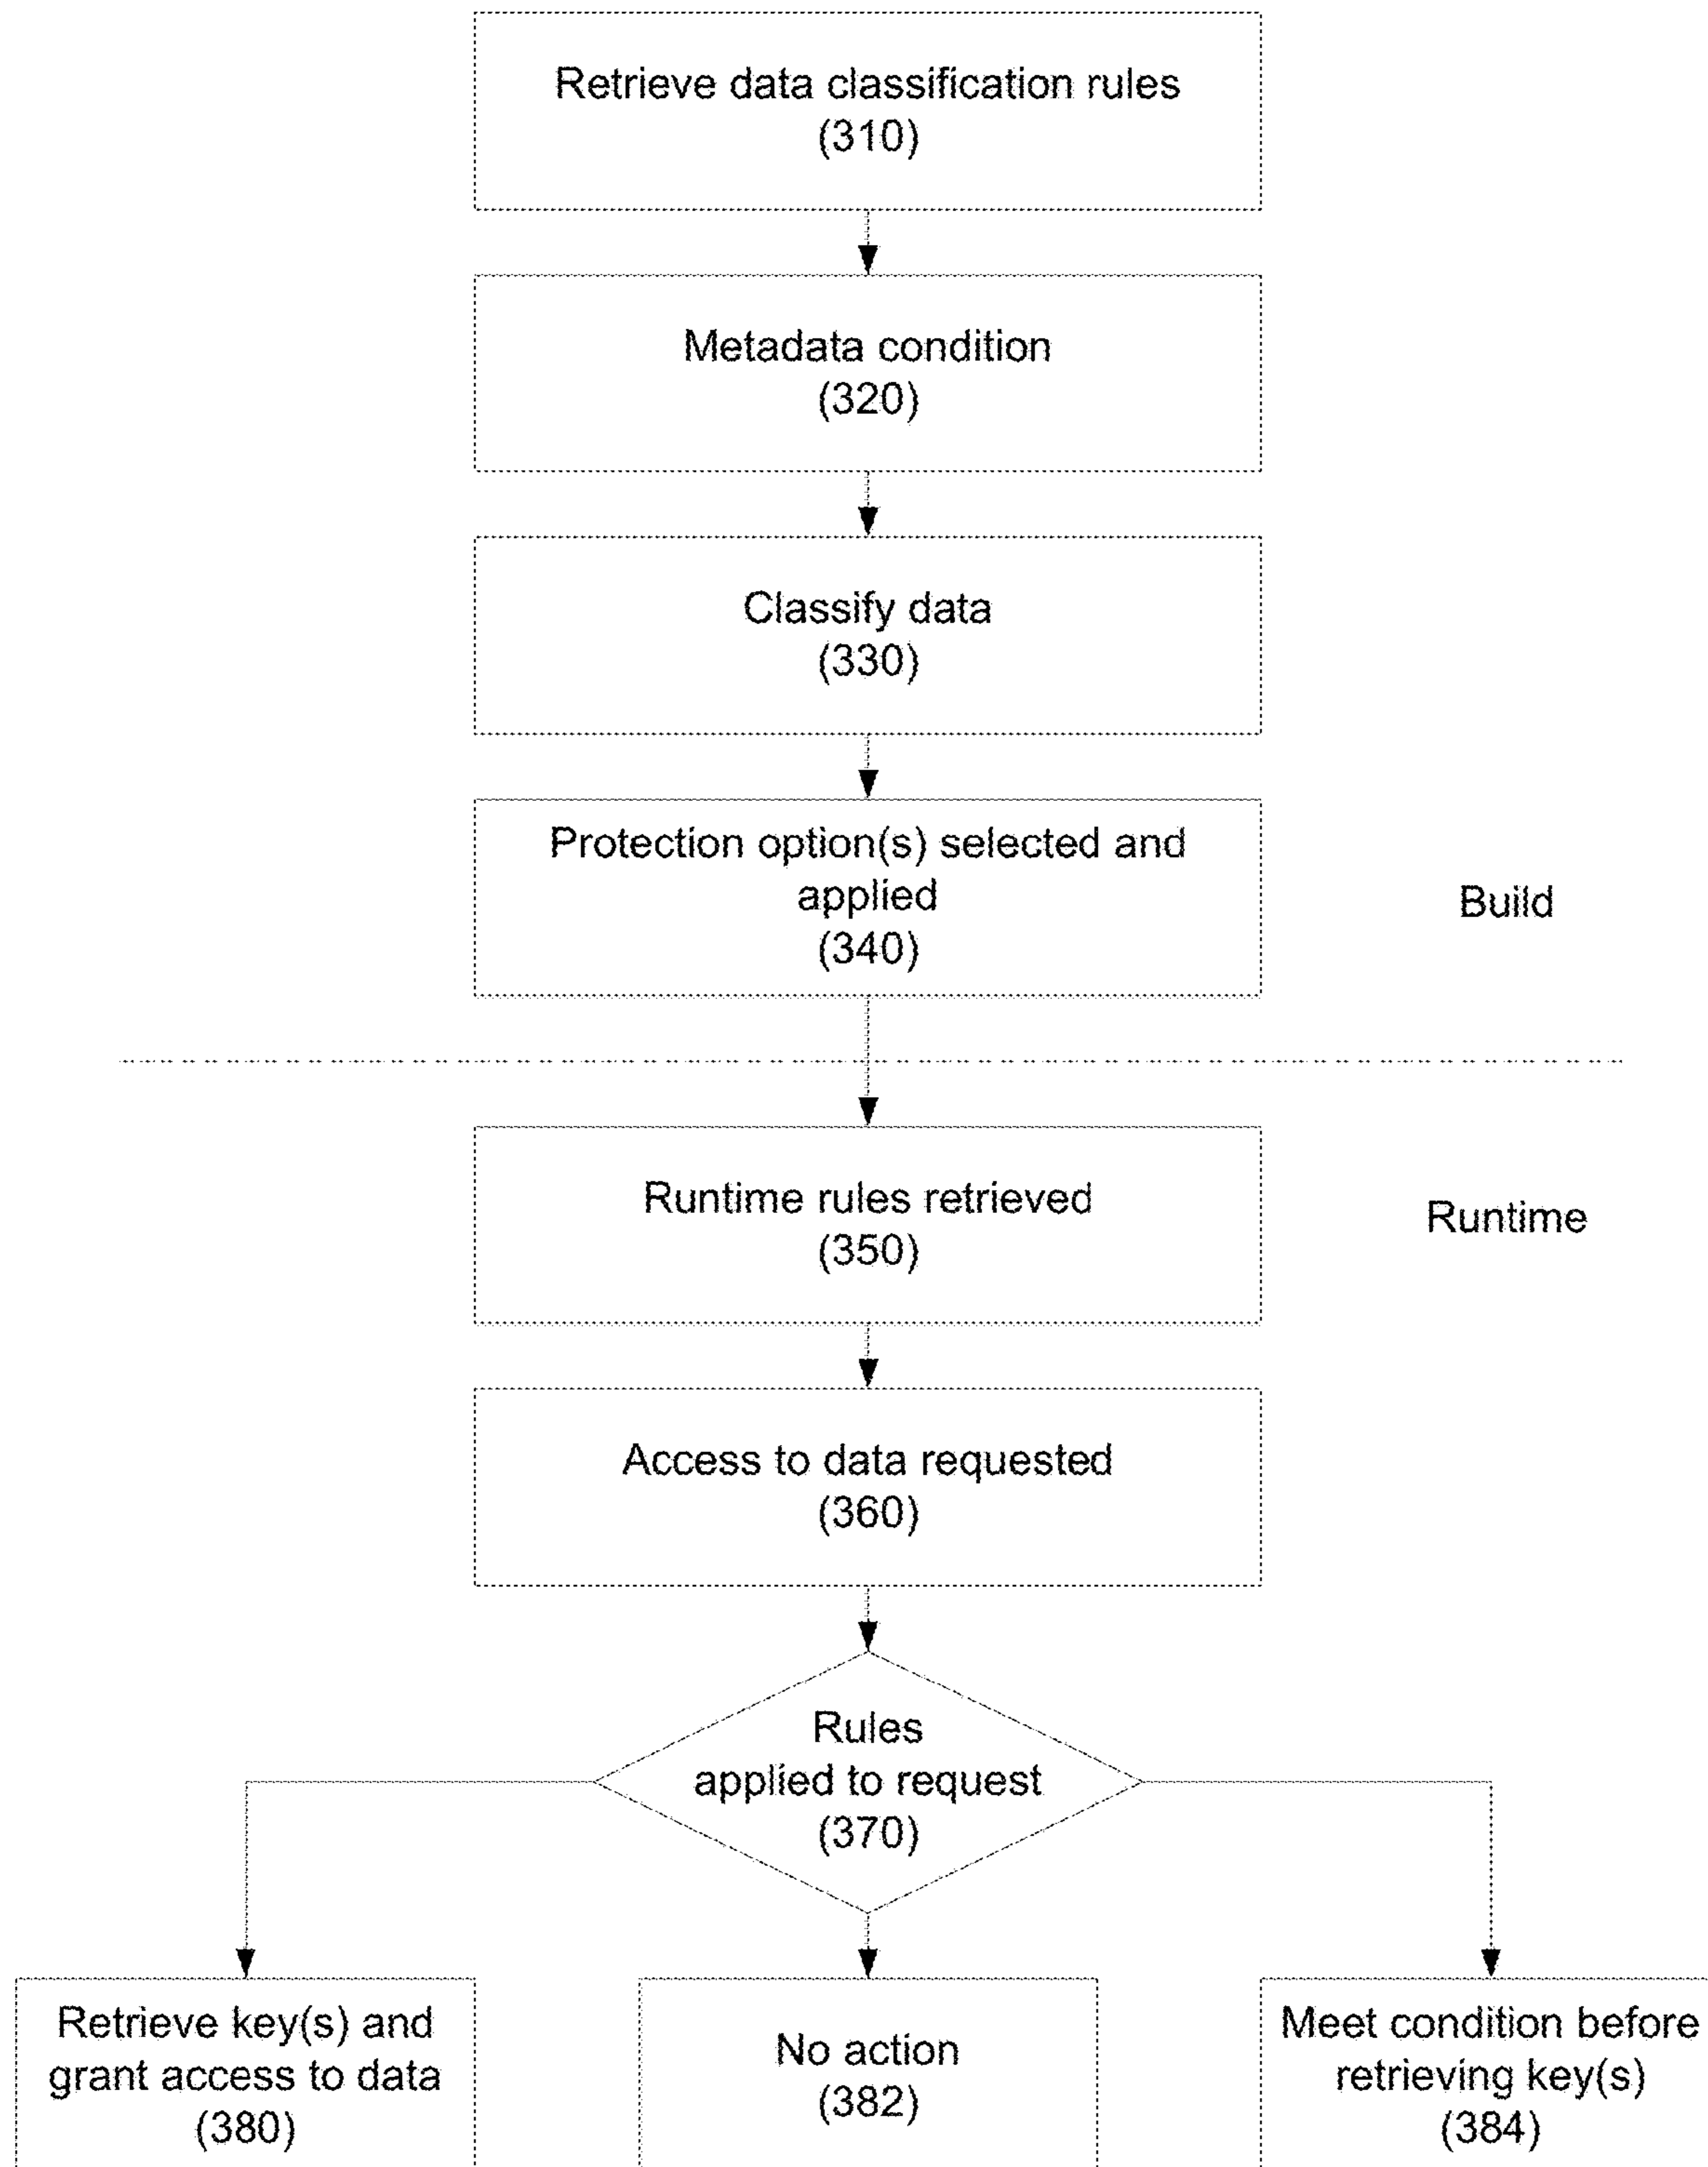 Retrieve data classification rules
(310)
Metadata condition
(320)
Classify data
(330)
Protection option(s) selected and
applied
(340)
Build
Runtime rules retrieved
(350)
Runtime
Access to data requested
(360)
Rules
applied to request
(370)
Retrieve key(s) and
grant access to data
(380)
No action
(382)
Meet condition before
retrieving key(s)
(384)